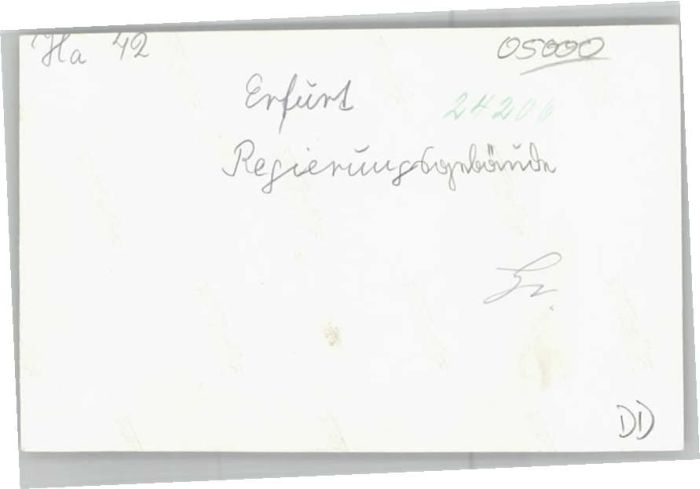 Ha 42
05000
Erfurt
24200
Regierungsgebäude
DD